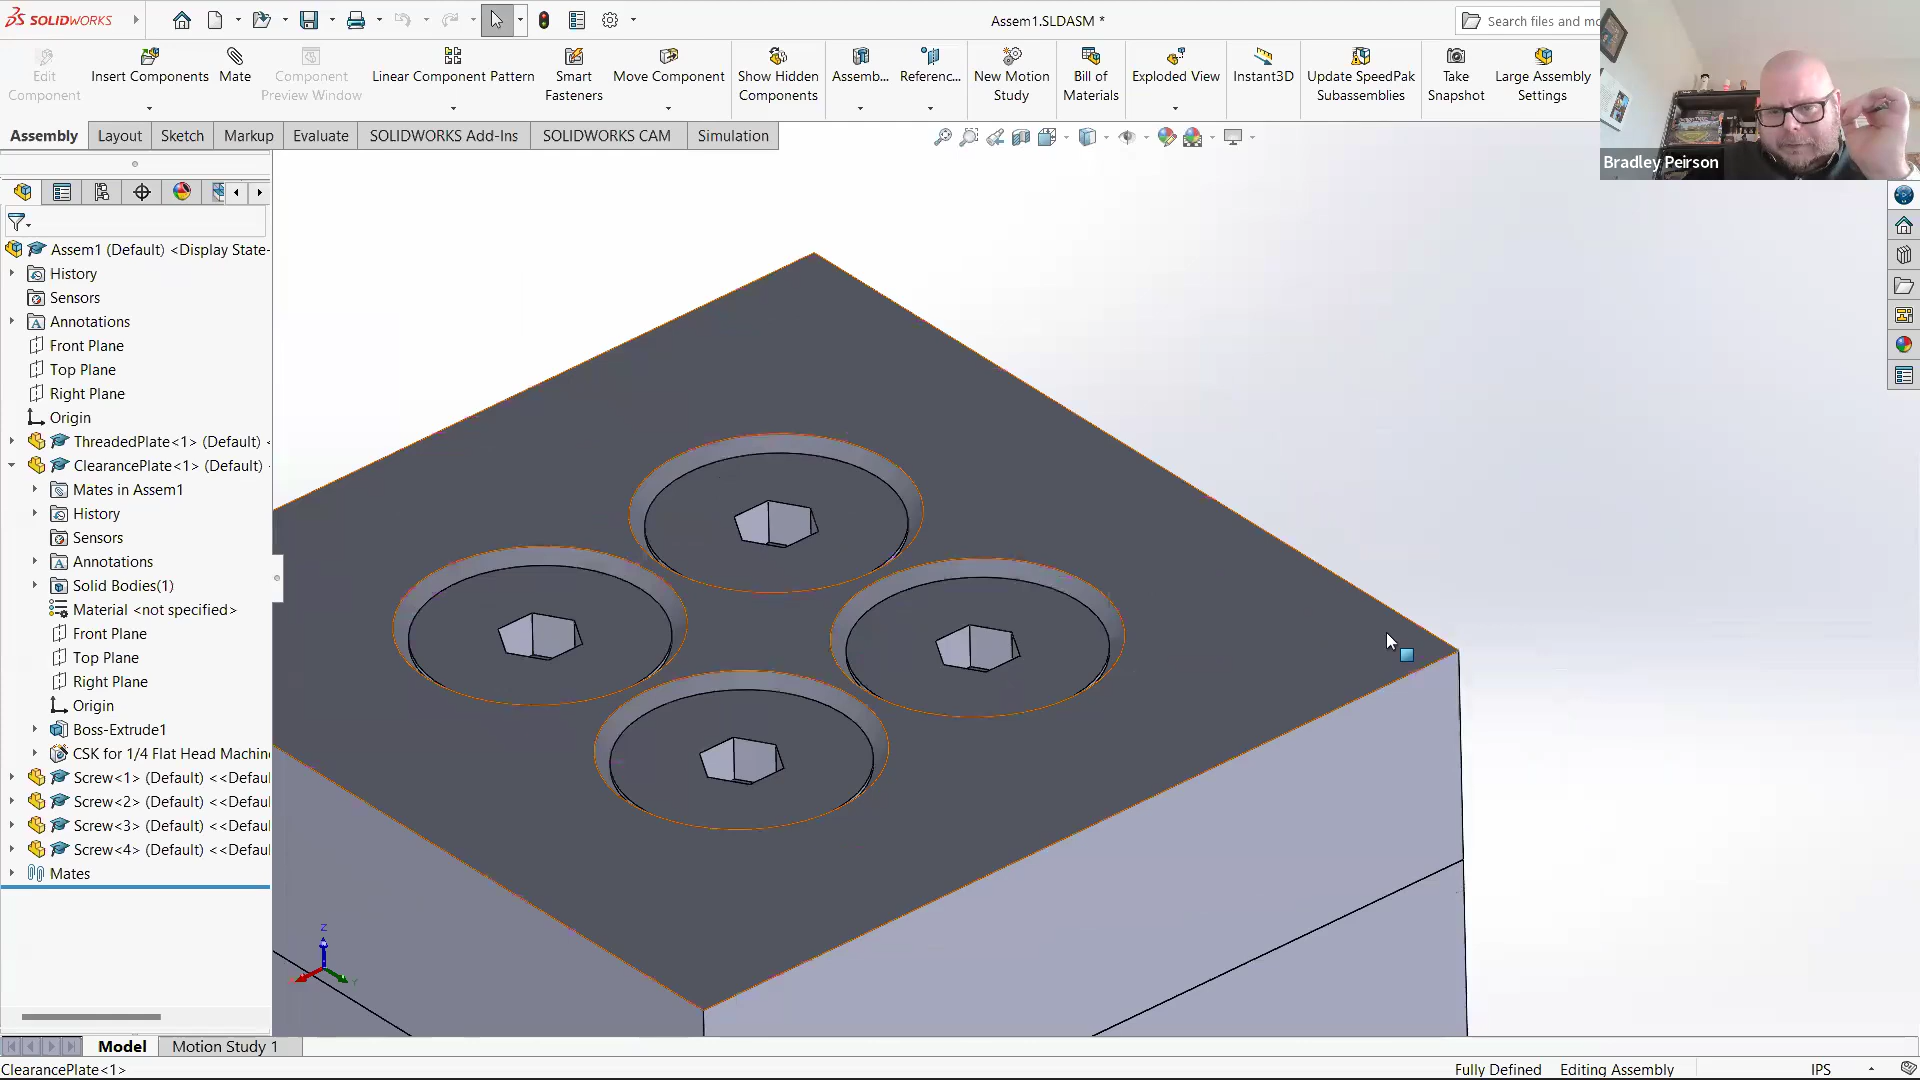 SOLIDWORKS
Assem1.SLDASM *
Search files and mo
Edit Component
Insert Components
Mate
Component Preview Window
Linear Component Pattern
Smart Fasteners
Move Component
Show Hidden Components
Assemb...
Referenc...
New Motion Study
Bill of Materials
Exploded View
Instant3D
Update SpeedPak Subassemblies
Take Snapshot
Large Assembly Settings
Assembly
Layout
Sketch
Markup
Evaluate
SOLIDWORKS Add-Ins
SOLIDWORKS CAM
Simulation
Bradley Peirson
Assem1 (Default) <Display State-
History
Sensors
Annotations
Front Plane
Top Plane
Right Plane
Origin
ThreadedPlate<1> (Default) <
ClearancePlate<1> (Default)
Mates in Assem1
History
Sensors
Annotations
Solid Bodies(1)
Material <not specified>
Front Plane
Top Plane
Right Plane
Origin
Boss-Extrude1
CSK for 1/4 Flat Head Machin
Screw<1> (Default) <<Defau
Screw<2> (Default) <<Defau
Screw<3> (Default) <<Defau
Screw<4> (Default) <<Defau
Mates
Z
Y
Model
Motion Study 1
ClearancePlate<1>
Fully Defined
Editing Assembly
IPS